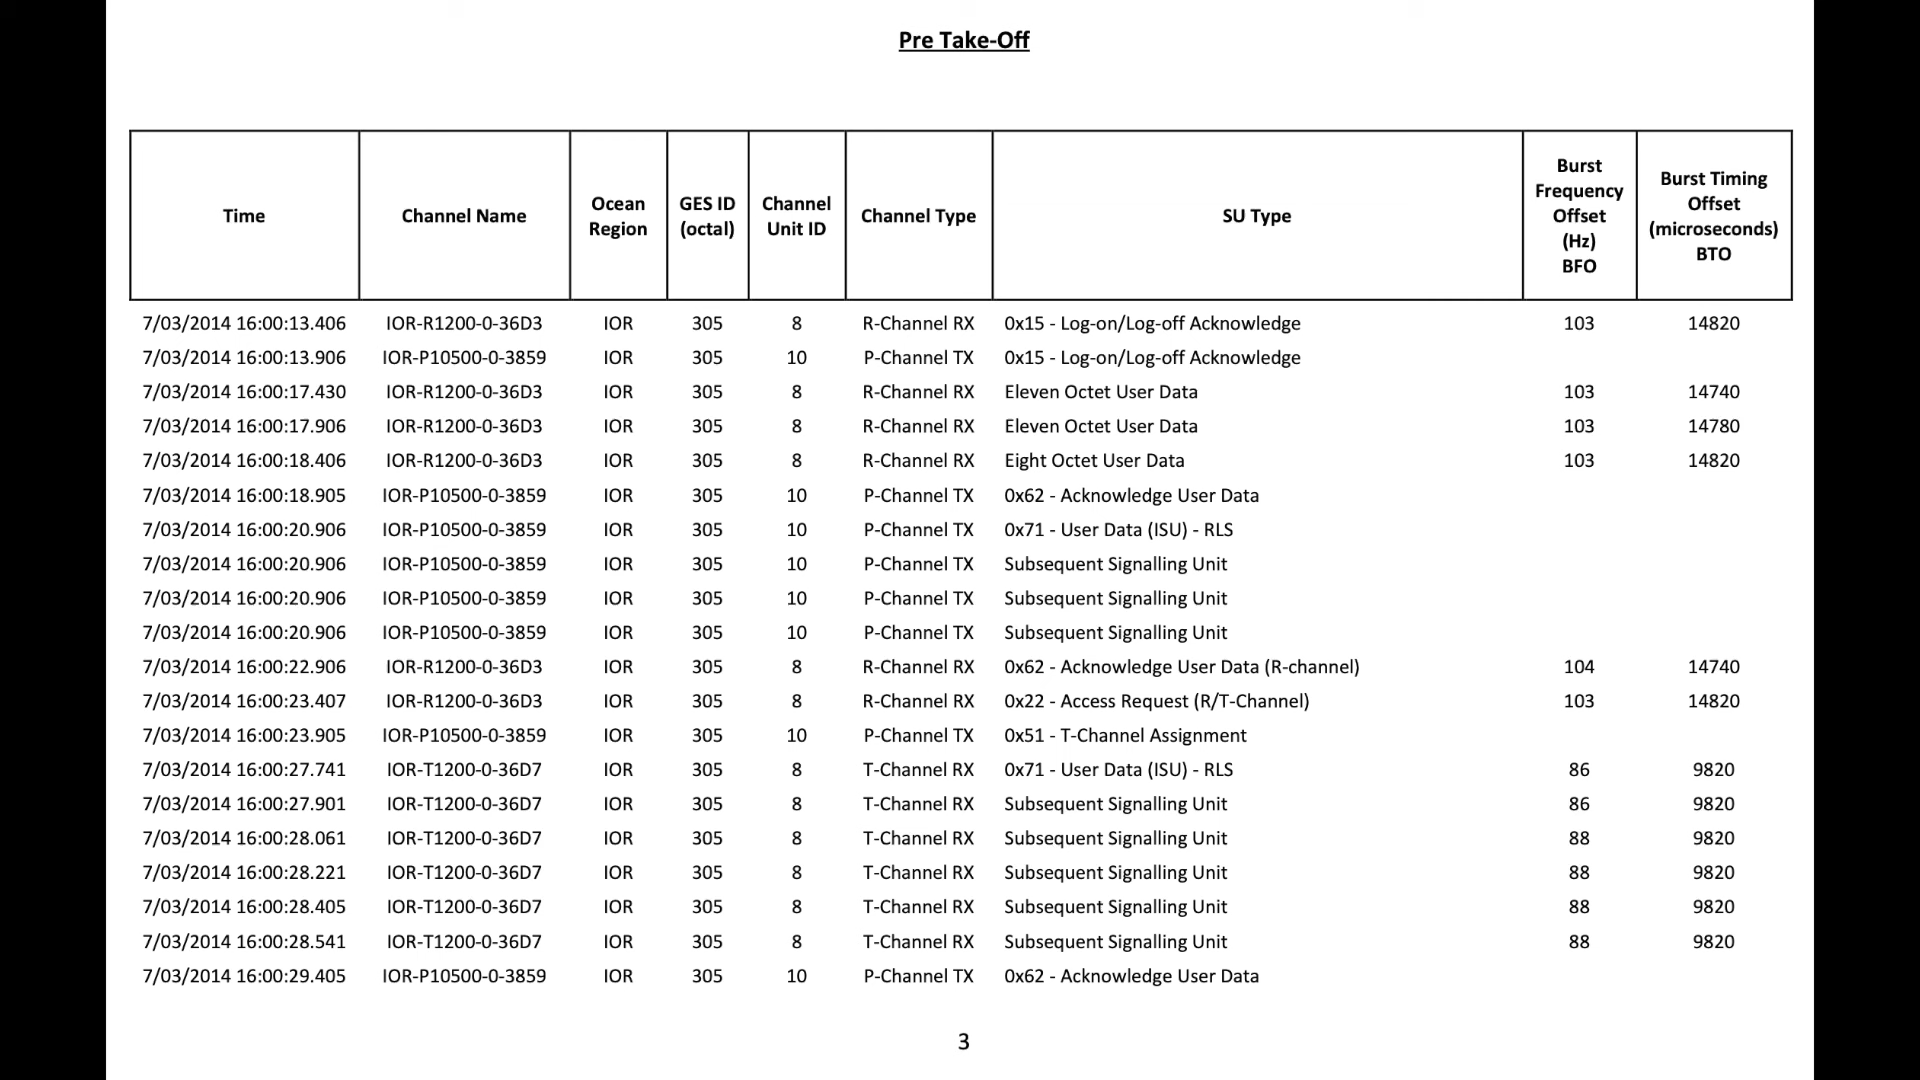 Pre Take-Off
Time Channel Name Ocean Region GES ID (octal) Channel Unit ID Channel Type SU Type Burst Frequency Offset (Hz) BFO Burst Timing Offset (microseconds) BTO
7/03/2014 16:00:13.406 IOR-R1200-0-36D3 IOR 305 8 R-Channel RX 0x15 - Log-on/Log-off Acknowledge 103 14820
7/03/2014 16:00:13.906 IOR-P10500-0-3859 IOR 305 10 P-Channel TX 0x15 - Log-on/Log-off Acknowledge
7/03/2014 16:00:17.430 IOR-R1200-0-36D3 IOR 305 8 R-Channel RX Eleven Octet User Data 103 14740
7/03/2014 16:00:17.906 IOR-R1200-0-36D3 IOR 305 8 R-Channel RX Eleven Octet User Data 103 14780
7/03/2014 16:00:18.406 IOR-R1200-0-36D3 IOR 305 8 R-Channel RX Eight Octet User Data 103 14820
7/03/2014 16:00:18.905 IOR-P10500-0-3859 IOR 305 10 P-Channel TX 0x62 - Acknowledge User Data
7/03/2014 16:00:20.906 IOR-P10500-0-3859 IOR 305 10 P-Channel TX 0x71 - User Data (ISU) - RLS
7/03/2014 16:00:20.906 IOR-P10500-0-3859 IOR 305 10 P-Channel TX Subsequent Signalling Unit
7/03/2014 16:00:20.906 IOR-P10500-0-3859 IOR 305 10 P-Channel TX Subsequent Signalling Unit
7/03/2014 16:00:20.906 IOR-P10500-0-3859 IOR 305 10 P-Channel TX Subsequent Signalling Unit
7/03/2014 16:00:22.906 IOR-R1200-0-36D3 IOR 305 8 R-Channel RX 0x62 - Acknowledge User Data (R-channel) 104 14740
7/03/2014 16:00:23.407 IOR-R1200-0-36D3 IOR 305 8 R-Channel RX 0x22 - Access Request (R/T-Channel) 103 14820
7/03/2014 16:00:23.905 IOR-P10500-0-3859 IOR 305 10 P-Channel TX 0x51 - T-Channel Assignment
7/03/2014 16:00:27.741 IOR-T1200-0-36D7 IOR 305 8 T-Channel RX 0x71 - User Data (ISU) - RLS 86 9820
7/03/2014 16:00:27.901 IOR-T1200-0-36D7 IOR 305 8 T-Channel RX Subsequent Signalling Unit 86 9820
7/03/2014 16:00:28.061 IOR-T1200-0-36D7 IOR 305 8 T-Channel RX Subsequent Signalling Unit 88 9820
7/03/2014 16:00:28.221 IOR-T1200-0-36D7 IOR 305 8 T-Channel RX Subsequent Signalling Unit 88 9820
7/03/2014 16:00:28.405 IOR-T1200-0-36D7 IOR 305 8 T-Channel RX Subsequent Signalling Unit 88 9820
7/03/2014 16:00:28.541 IOR-T1200-0-36D7 IOR 305 8 T-Channel RX Subsequent Signalling Unit 88 9820
7/03/2014 16:00:29.405 IOR-P10500-0-3859 IOR 305 10 P-Channel TX 0x62 - Acknowledge User Data
3